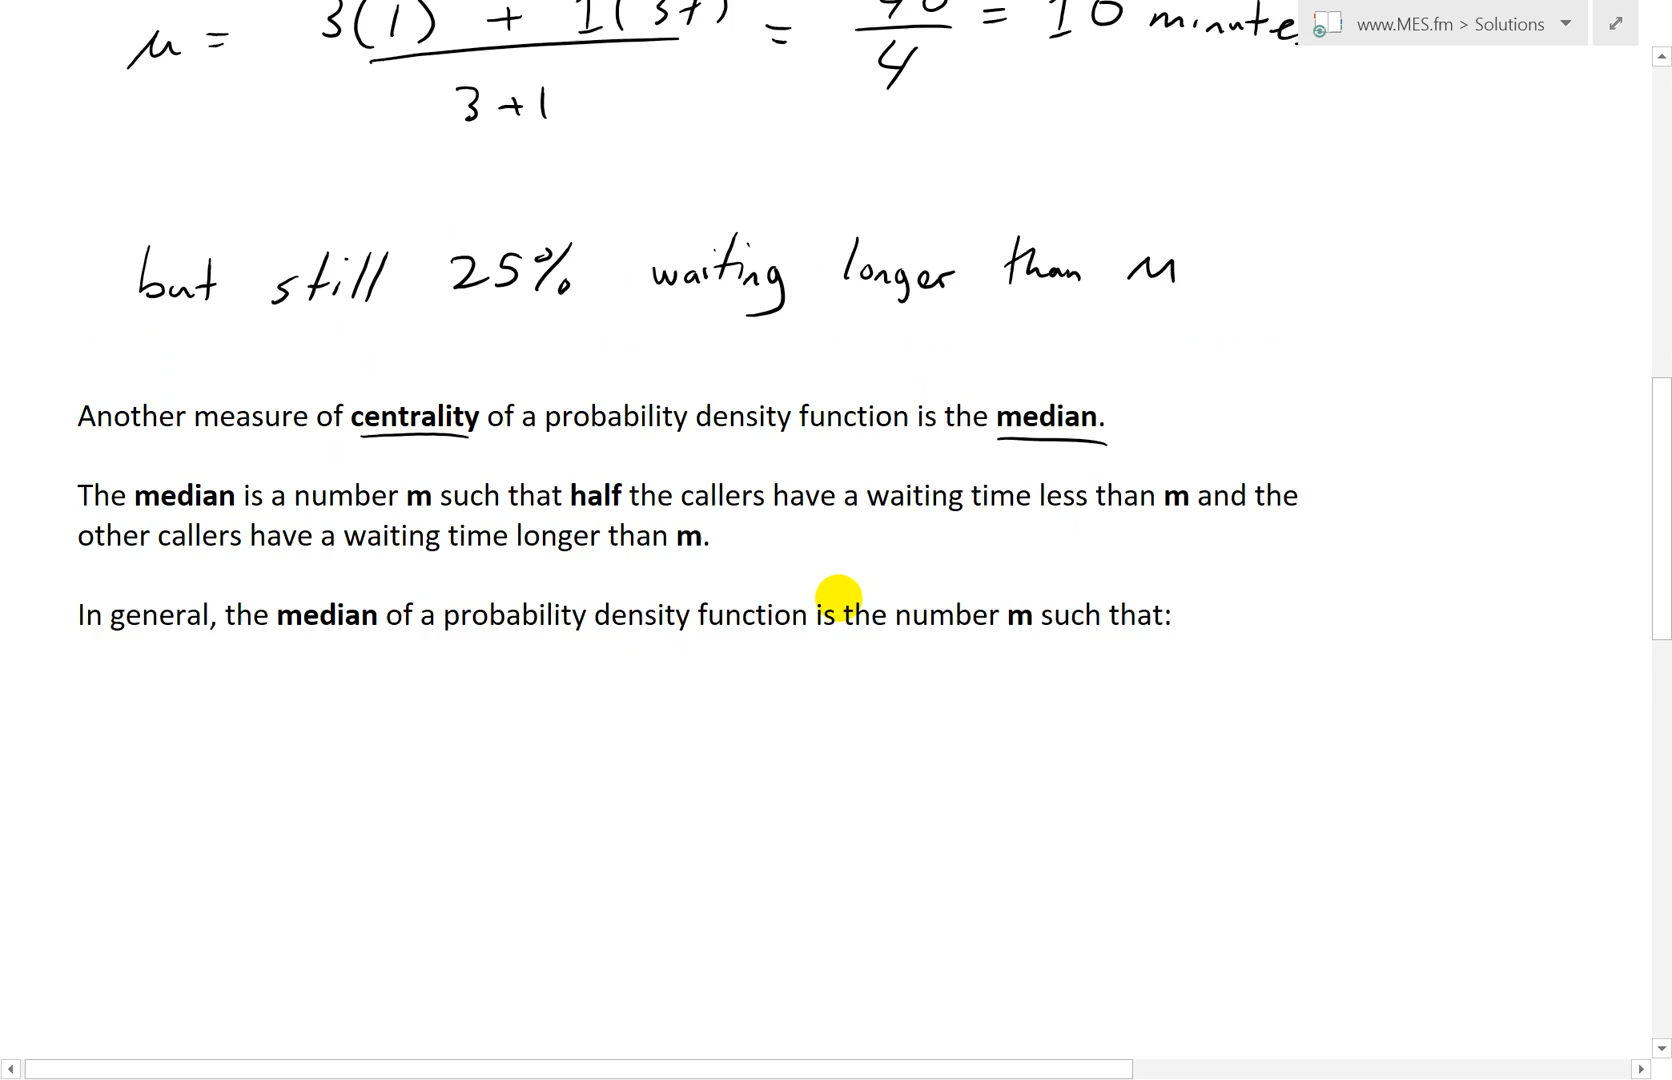 μ = 3(1) + 1(37) / 3+1 = 40 / 4 = 10 minutes
www.MES.fm > Solutions
but still 25% waiting longer than μ
Another measure of centrality of a probability density function is the median.
The median is a number m such that half the callers have a waiting time less than m and the
other callers have a waiting time longer than m.
In general, the median of a probability density function is the number m such that: